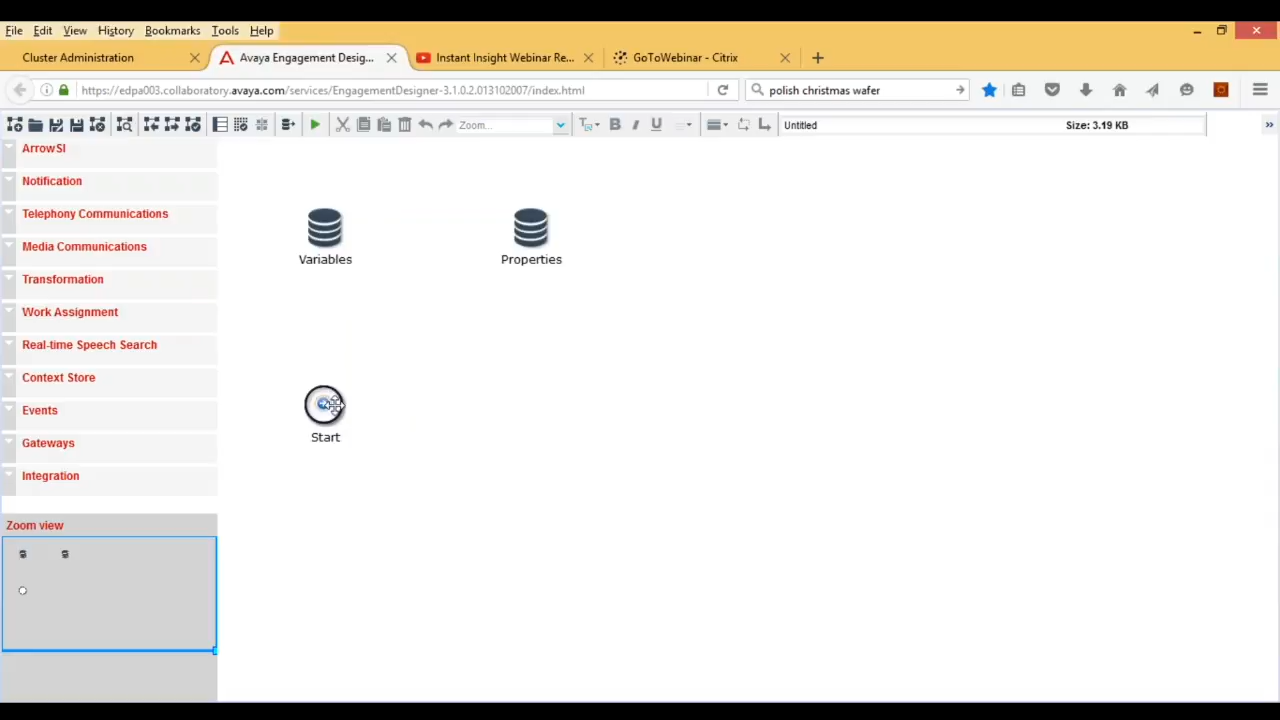 File Edit View History Bookmarks Tools Help
Cluster Administration
Avaya Engagement Desig...
Instant Insight Webinar Re...
GoToWebinar - Citrix
https://edpa003.collaboratory.avaya.com/services/EngagementDesigner-3.1.0.2.013102007/index.html
polish christmas wafer
Zoom...
B i U
Untitled
Size: 3.19 KB
ArrowSI
Notification
Telephony Communications
Media Communications
Transformation
Work Assignment
Real-time Speech Search
Context Store
Events
Gateways
Integration
Zoom view
Variables
Properties
Start